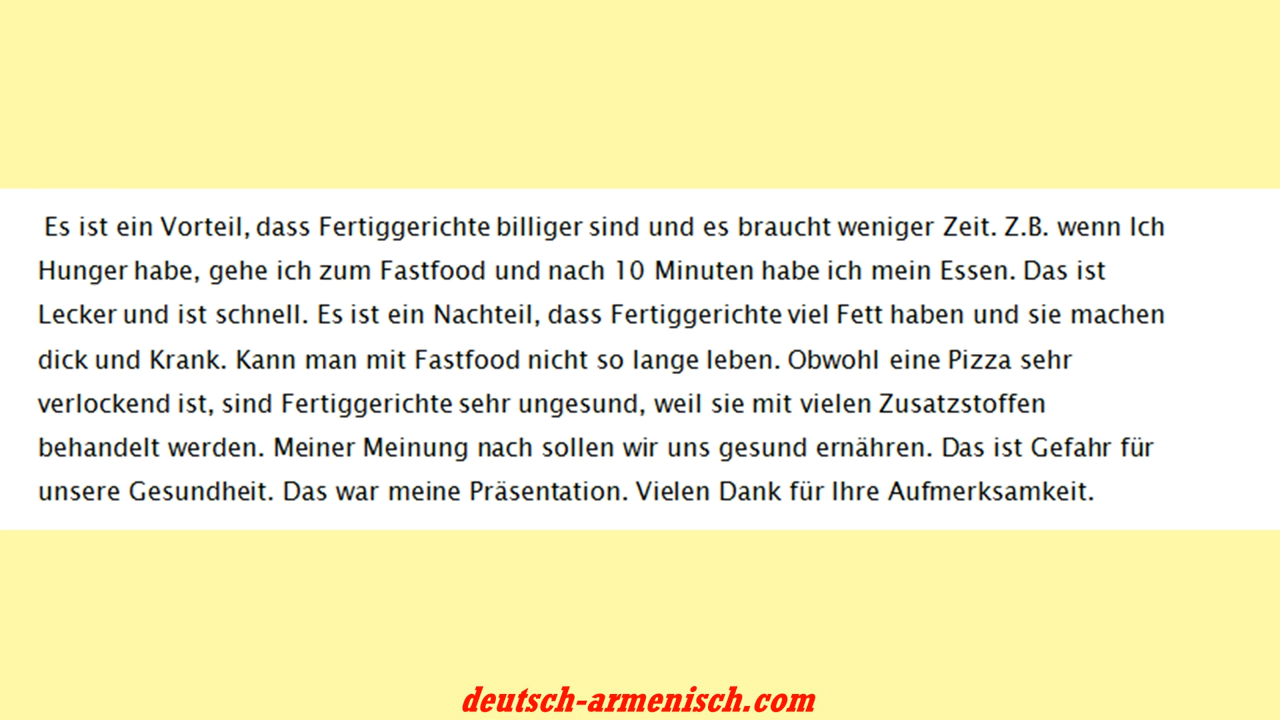 Es ist ein Vorteil, dass Fertiggerichte billiger sind und es braucht weniger Zeit. Z.B. wenn Ich
Hunger habe, gehe ich zum Fastfood und nach 10 Minuten habe ich mein Essen. Das ist
Lecker und ist schnell. Es ist ein Nachteil, dass Fertiggerichte viel Fett haben und sie machen
dick und Krank. Kann man mit Fastfood nicht so lange leben. Obwohl eine Pizza sehr
verlockend ist, sind Fertiggerichte sehr ungesund, weil sie mit vielen Zusatzstoffen
behandelt werden. Meiner Meinung nach sollen wir uns gesund ernähren. Das ist Gefahr für
unsere Gesundheit. Das war meine Präsentation. Vielen Dank für Ihre Aufmerksamkeit.
deutsch-armenisch.com